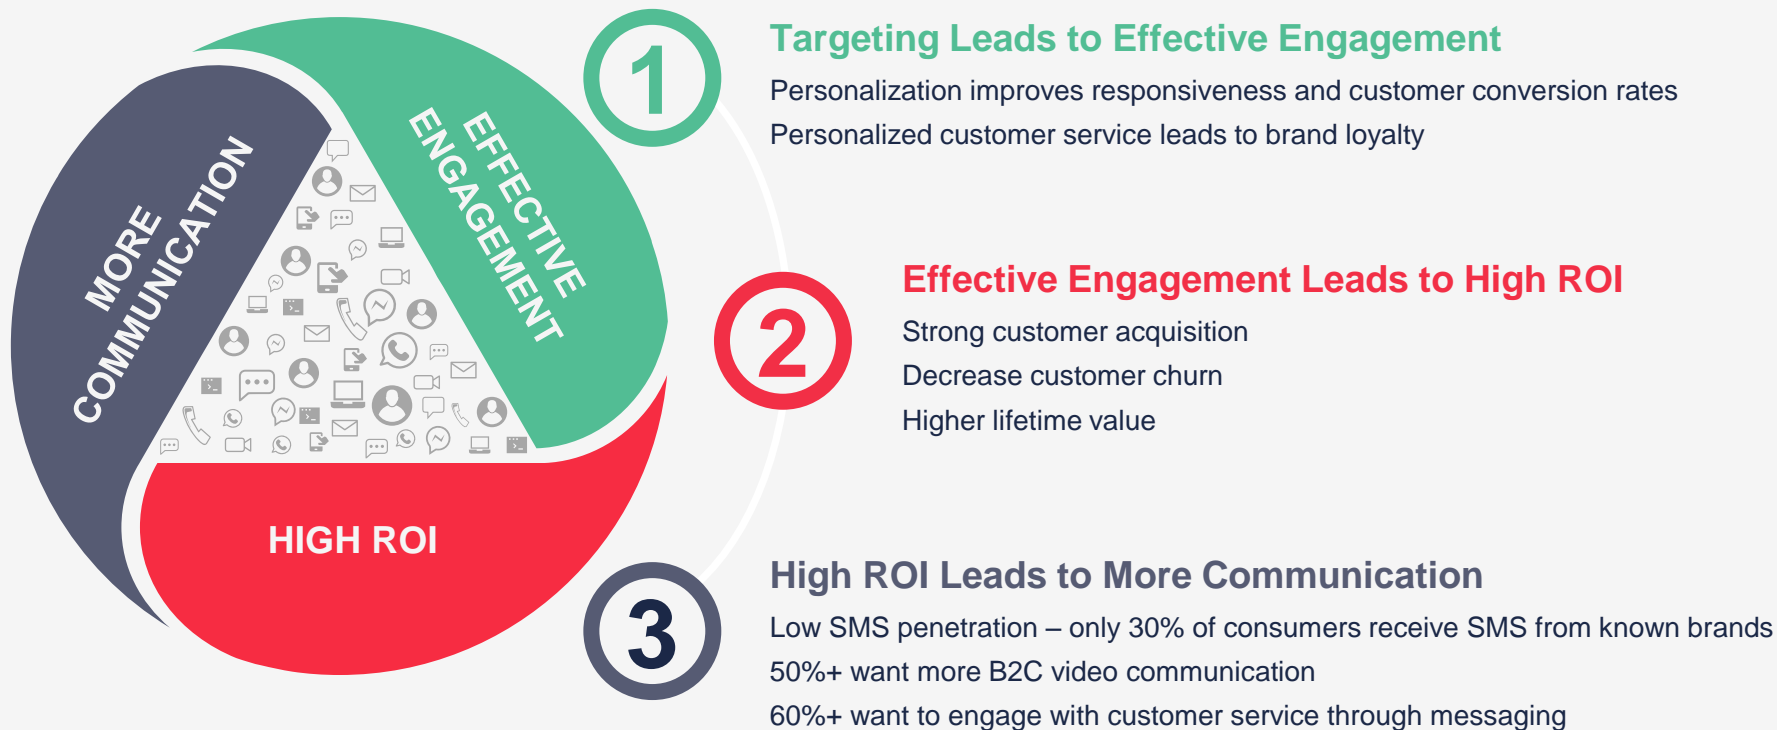 MORE
COMMUNICATION
EFFECTIVE
ENGAGEMENT
HIGH ROI
1
Targeting Leads to Effective Engagement
Personalization improves responsiveness and customer conversion rates
Personalized customer service leads to brand loyalty
2
Effective Engagement Leads to High ROI
Strong customer acquisition
Decrease customer churn
Higher lifetime value
3
High ROI Leads to More Communication
Low SMS penetration – only 30% of consumers receive SMS from known brands
50%+ want more B2C video communication
60%+ want to engage with customer service through messaging